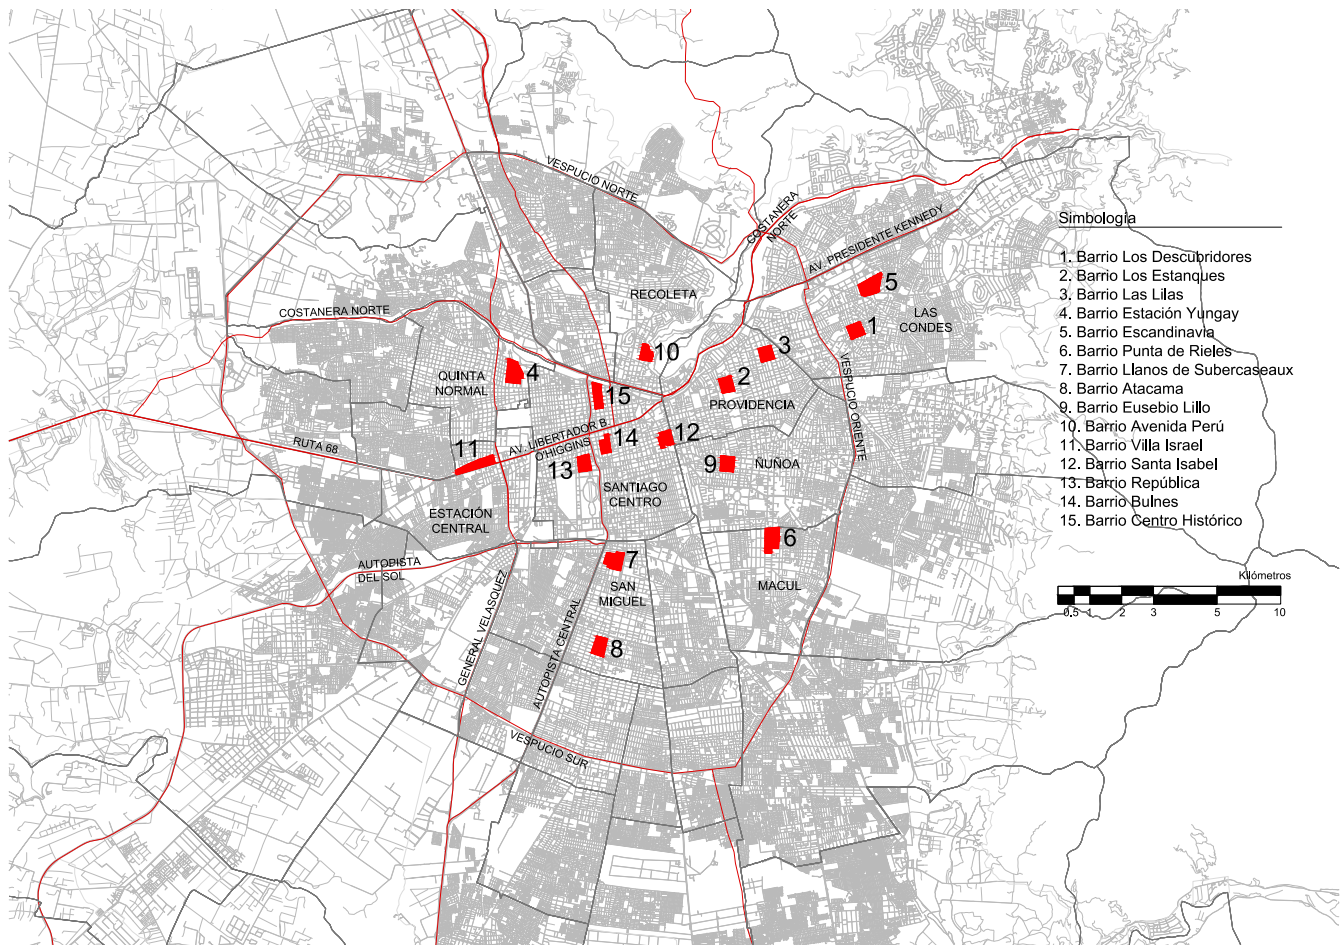 VESPUCIO NORTE
COSTANERA
NORTE
AV. PRESIDENTE KENNEDY
RECOLETA
COSTANERA NORTE
5
LAS
CONDES
1
10
3
4
QUINTA
NORMAL
2
15
PROVIDENCIA
VESPUCIO ORIENTE
RUTA 68
11
AV. LIBERTADOR B.
O'HIGGINS
14
12
13
9
ÑUÑOA
SANTIAGO
CENTRO
ESTACIÓN
CENTRAL
6
AUTOPISTA
DEL SOL
7
SAN
MIGUEL
MACUL
GENERAL VELASQUEZ
AUTOPISTA CENTRAL
8
VESPUCIO SUR
Simbología
1. Barrio Los Descubridores
2. Barrio Los Estanques
3. Barrio Las Lilas
4. Barrio Estación Yungay
5. Barrio Escandinavia
6. Barrio Punta de Rieles
7. Barrio Llanos de Subercaseaux
8. Barrio Atacama
9. Barrio Eusebio Lillo
10. Barrio Avenida Perú
11. Barrio Villa Israel
12. Barrio Santa Isabel
13. Barrio República
14. Barrio Bulnes
15. Barrio Centro Histórico
Kilómetros
0,5 1 2 3 5 10